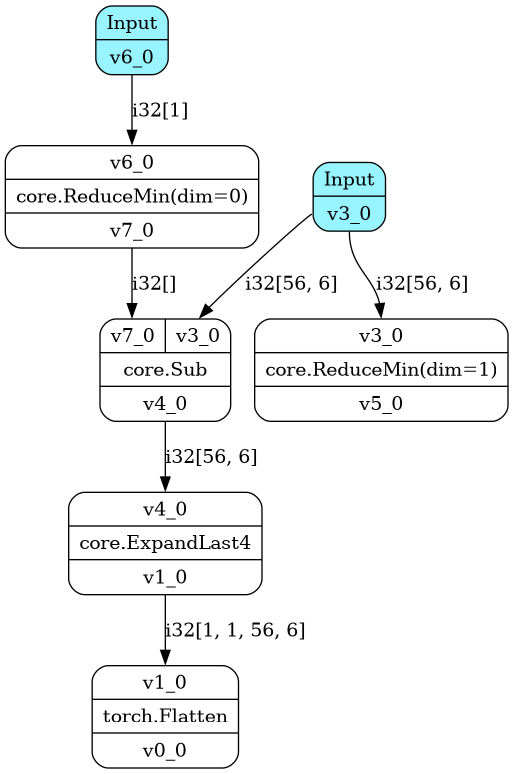 Input
v6_0
i32[1]
v6_0
core.ReduceMin(dim=0)
v7_0
Input
v3_0
i32[]
i32[56, 6]
i32[56, 6]
v7_0 v3_0
core.Sub
v4_0
v3_0
core.ReduceMin(dim=1)
v5_0
i32[56, 6]
v4_0
core.ExpandLast4
v1_0
i32[1, 1, 56, 6]
v1_0
torch.Flatten
v0_0